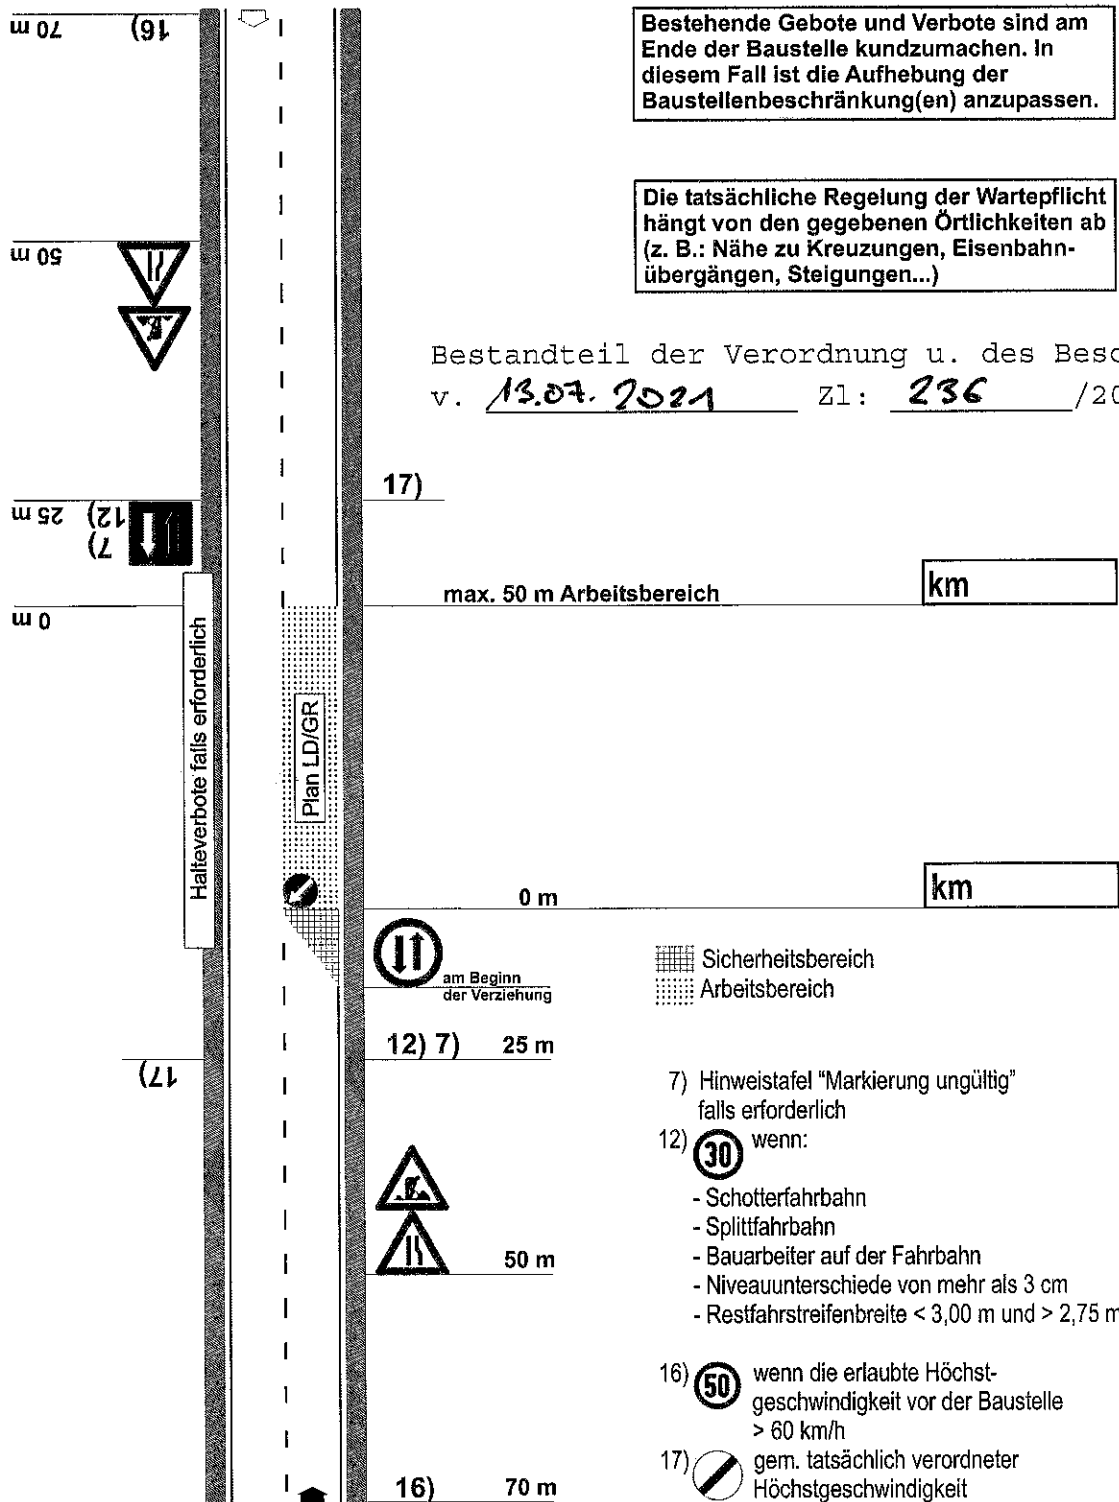 70 m
16)
Bestehende Gebote und Verbote sind am
Ende der Baustelle kundzumachen. In
diesem Fall ist die Aufhebung der
Baustellenbeschränkung(en) anzupassen.
Die tatsächliche Regelung der Wartepflicht
hängt von den gegebenen Örtlichkeiten ab
(z. B.: Nähe zu Kreuzungen, Eisenbahn-
übergängen, Steigungen...)
50 m
Bestandteil der Verordnung u. des Besc
v. 13.07.2021 Zl: 236 /20
17)
25 m
12)
7)
max. 50 m Arbeitsbereich
km
0 m
Halteverbote falls erforderlich
Plan LD/GR
0 m
km
am Beginn
der Verziehung
Sicherheitsbereich
Arbeitsbereich
12) 7) 25 m
17)
7) Hinweistafel "Markierung ungültig"
falls erforderlich
12) 30 wenn:
- Schotterfahrbahn
- Splittfahrbahn
- Bauarbeiter auf der Fahrbahn
- Niveauunterschiede von mehr als 3 cm
- Restfahrstreifenbreite < 3,00 m und > 2,75 m
50 m
16) 50 wenn die erlaubte Höchst-
geschwindigkeit vor der Baustelle
> 60 km/h
17) gem. tatsächlich verordneter
Höchstgeschwindigkeit
16) 70 m